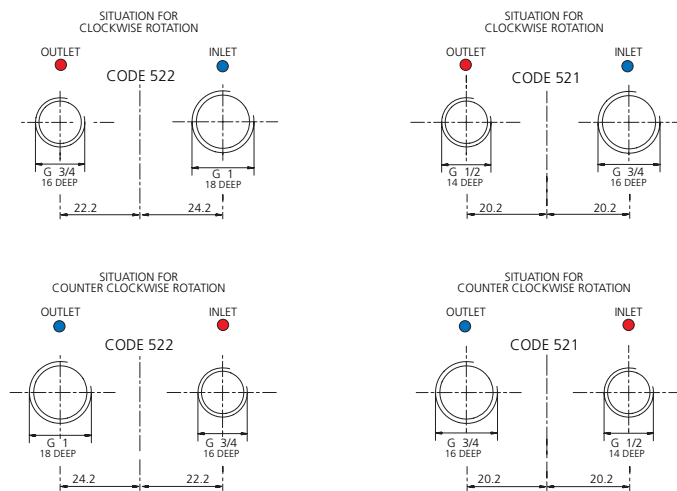 SITUATION FOR
CLOCKWISE ROTATION
OUTLET
INLET
CODE 522
G 3/4
16 DEEP
G 1
18 DEEP
22.2
24.2
SITUATION FOR
CLOCKWISE ROTATION
OUTLET
INLET
CODE 521
G 1/2
14 DEEP
G 3/4
16 DEEP
20.2
20.2
SITUATION FOR
COUNTER CLOCKWISE ROTATION
OUTLET
INLET
CODE 522
G 1
18 DEEP
G 3/4
16 DEEP
24.2
22.2
SITUATION FOR
COUNTER CLOCKWISE ROTATION
OUTLET
INLET
CODE 521
G 3/4
16 DEEP
G 1/2
14 DEEP
20.2
20.2